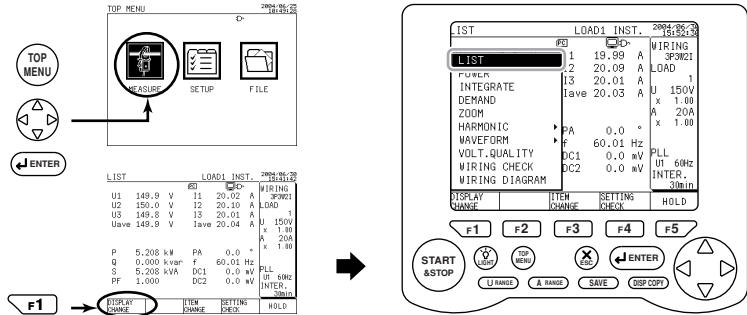 TOP MENU
2004/06/25
10:49:28
TOP
MENU
MEASURE
SETUP
FILE
ENTER
LIST
LOAD1 INST.
2004/06/30
15:41:42
PC
WIRING
3P3W2I
U1 149.9 V I1 20.02 A
U2 150.0 V I2 20.10 A
LOAD
1
U3 149.8 V I3 20.01 A
Uave 149.9 V Iave 20.04 A
U 150V
x 1.00
A 20A
x 1.00
P 5.208 kW PA 0.0 °
Q 0.000 kvar f 60.01 Hz
S 5.208 kVA DC1 0.0 mV
PF 1.000 DC2 0.0 mV
PLL
U1 60Hz
INTER.
30min
F1
DISPLAY
CHANGE
ITEM
CHANGE
SETTING
CHECK
HOLD
LIST
LOAD1 INST.
2004/06/30
PC
WIRING
3P3W2I
LIST
1 19.99 A
POWER
.2 20.09 A
LOAD
1
INTEGRATE
I3 20.01 A
DEMAND
Iave 20.03 A
U 150V
x 1.00
ZOOM
A 20A
x 1.00
HARMONIC
PA 0.0 °
WAVEFORM
f 60.01 Hz
VOLT.QUALITY
DC1 0.0 mV
PLL
U1 60Hz
WIRING CHECK
DC2 0.0 mV
INTER.
30min
WIRING DIAGRAM
DISPLAY
CHANGE
ITEM
CHANGE
SETTING
CHECK
HOLD
F1 F2 F3 F4 F5
START
&STOP
LIGHT
TOP
MENU
ESC
ENTER
U RANGE
A RANGE
SAVE
DISP COPY